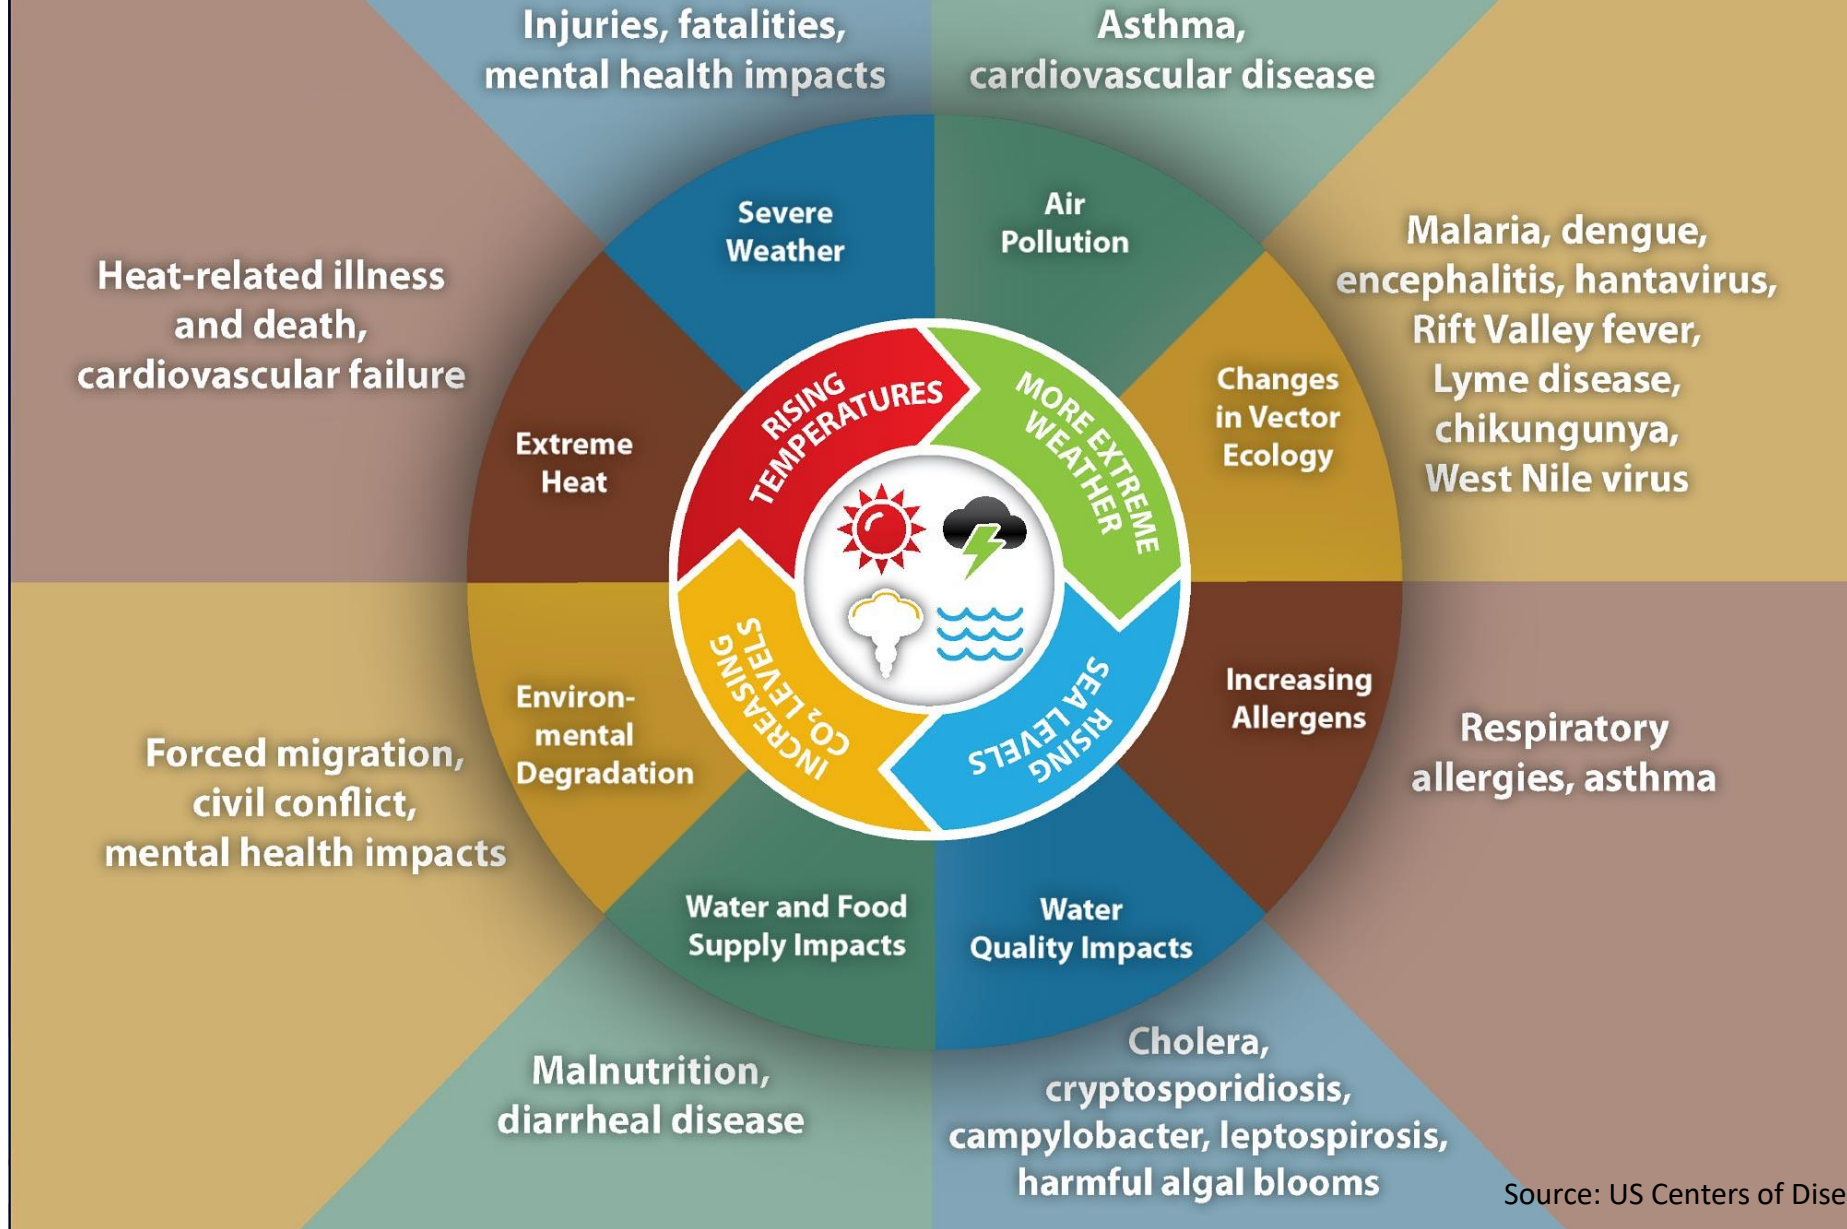 Injuries, fatalities,
mental health impacts
Asthma,
cardiovascular disease
Severe
Weather
Air
Pollution
Malaria, dengue,
encephalitis, hantavirus,
Rift Valley fever,
Lyme disease,
chikungunya,
West Nile virus
Heat-related illness
and death,
cardiovascular failure
Extreme
Heat
Changes
in Vector
Ecology
RISING
TEMPERATURES
MORE EXTREME
WEATHER
INCREASING
CO₂ LEVELS
RISING
SEA LEVELS
Environ-
mental
Degradation
Increasing
Allergens
Forced migration,
civil conflict,
mental health impacts
Respiratory
allergies, asthma
Water and Food
Supply Impacts
Water
Quality Impacts
Malnutrition,
diarrheal disease
Cholera,
cryptosporidiosis,
campylobacter, leptospirosis,
harmful algal blooms
Source: US Centers of Dise